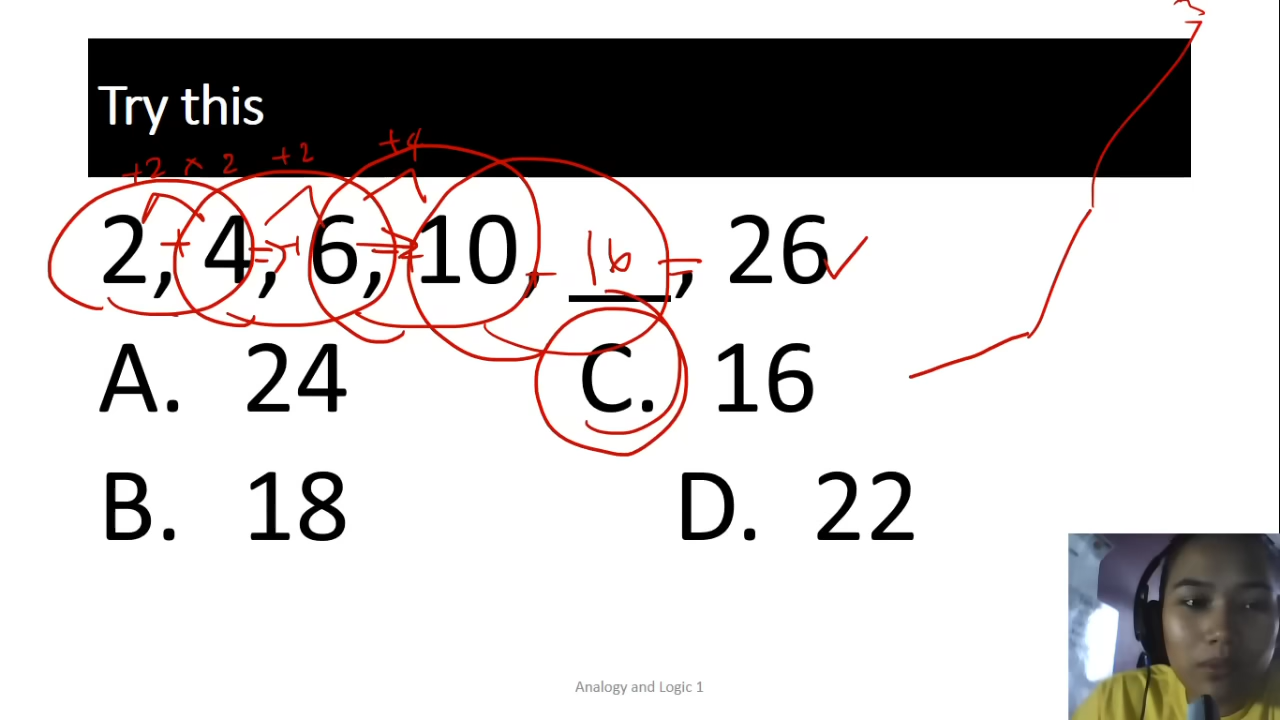 Try this
+2 × 2 +2 +4
2, 4, 6, 10, 16, 26
A. 24 C. 16
B. 18 D. 22
Analogy and Logic 1